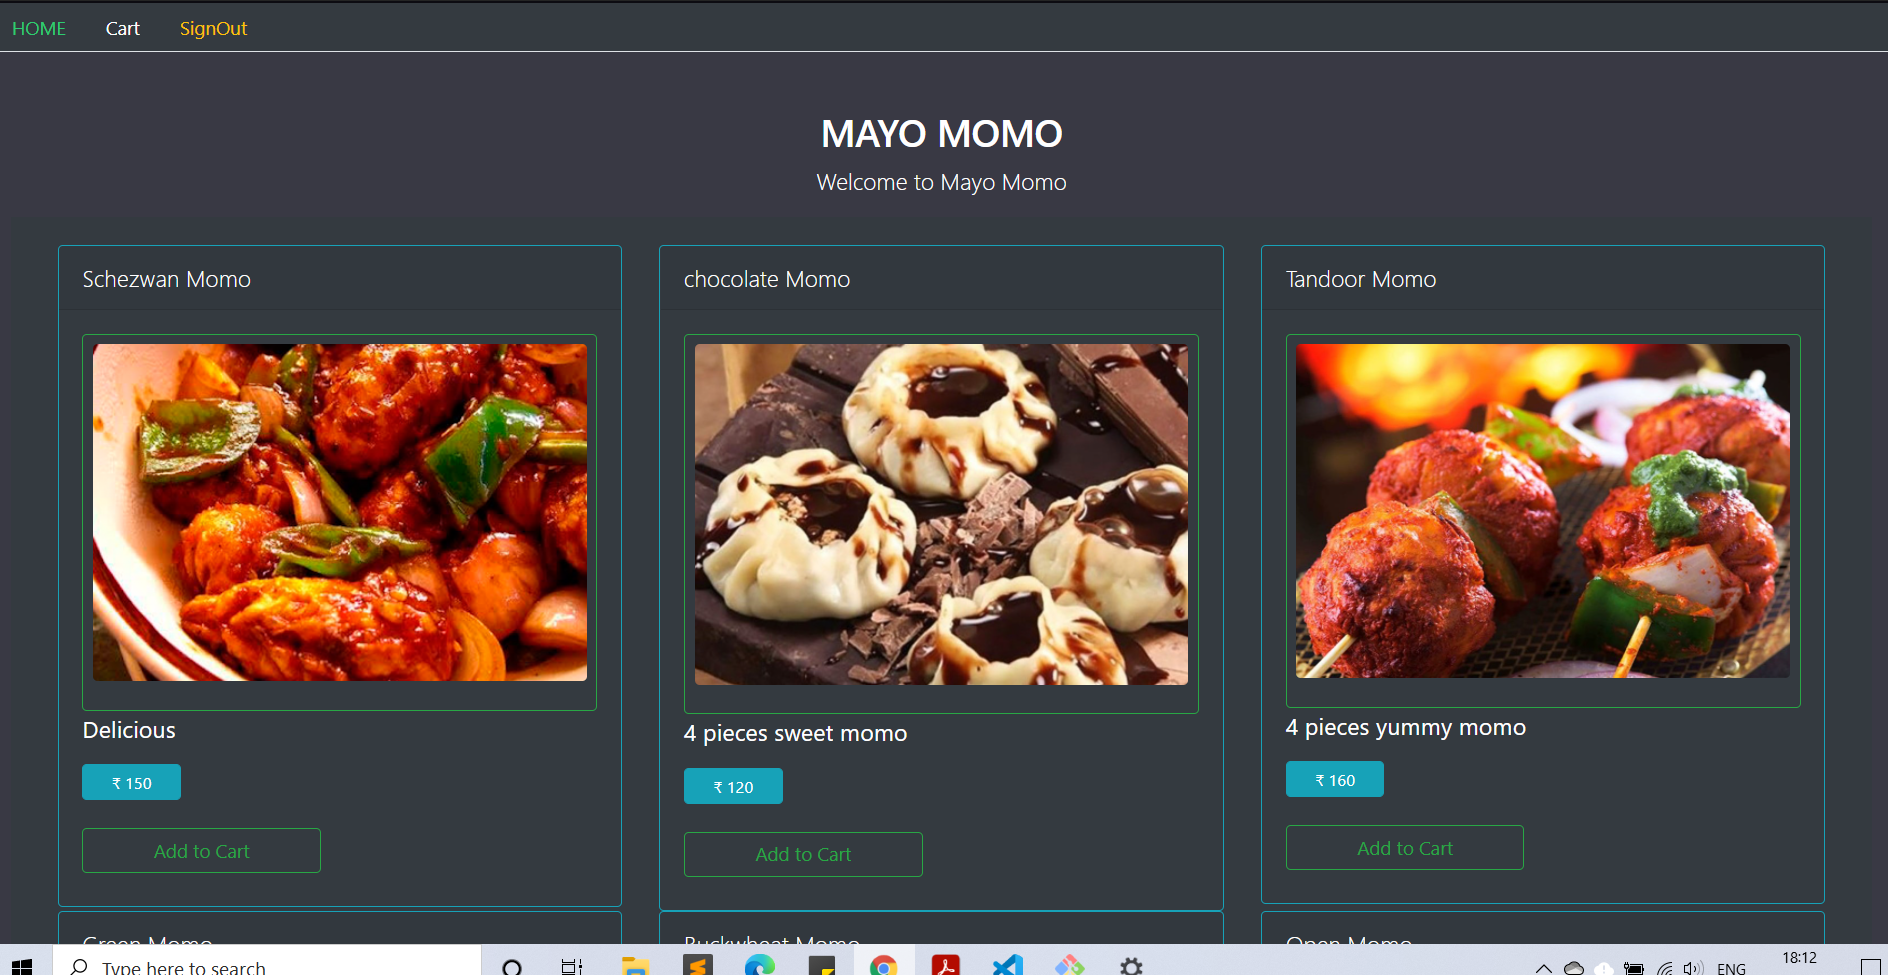 HOME Cart SignOut
MAYO MOMO
Welcome to Mayo Momo
Schezwan Momo
chocolate Momo
Tandoor Momo
Delicious
4 pieces sweet momo
4 pieces yummy momo
₹ 150
₹ 120
₹ 160
Add to Cart
Add to Cart
Add to Cart
Green Momo
Buckwheat Momo
Open Momo
Type here to search
ENG
18:12